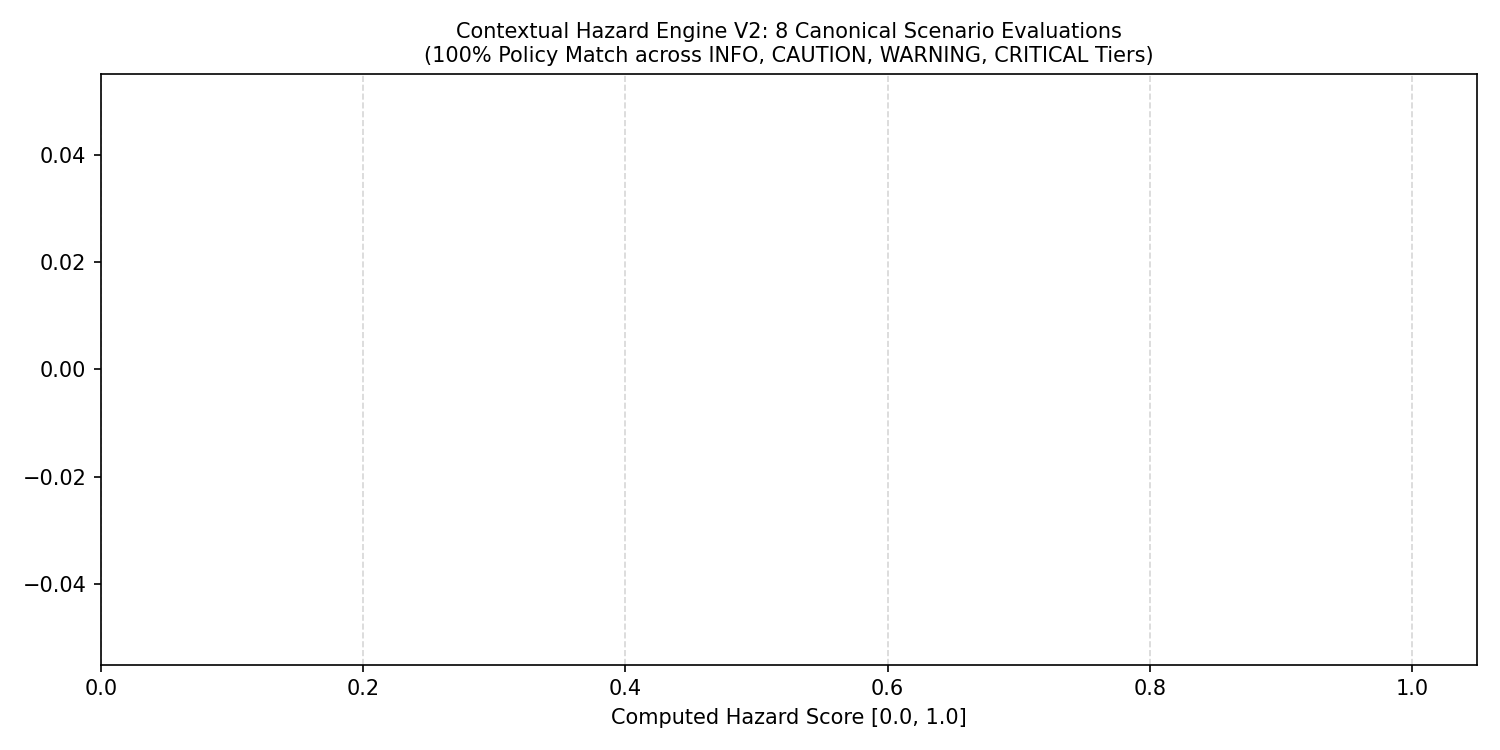 Contextual Hazard Engine V2: 8 Canonical Scenario Evaluations
(100% Policy Match across INFO, CAUTION, WARNING, CRITICAL Tiers)
0.04
0.02
0.00
−0.02
−0.04
0.0 0.2 0.4 0.6 0.8 1.0
Computed Hazard Score [0.0, 1.0]